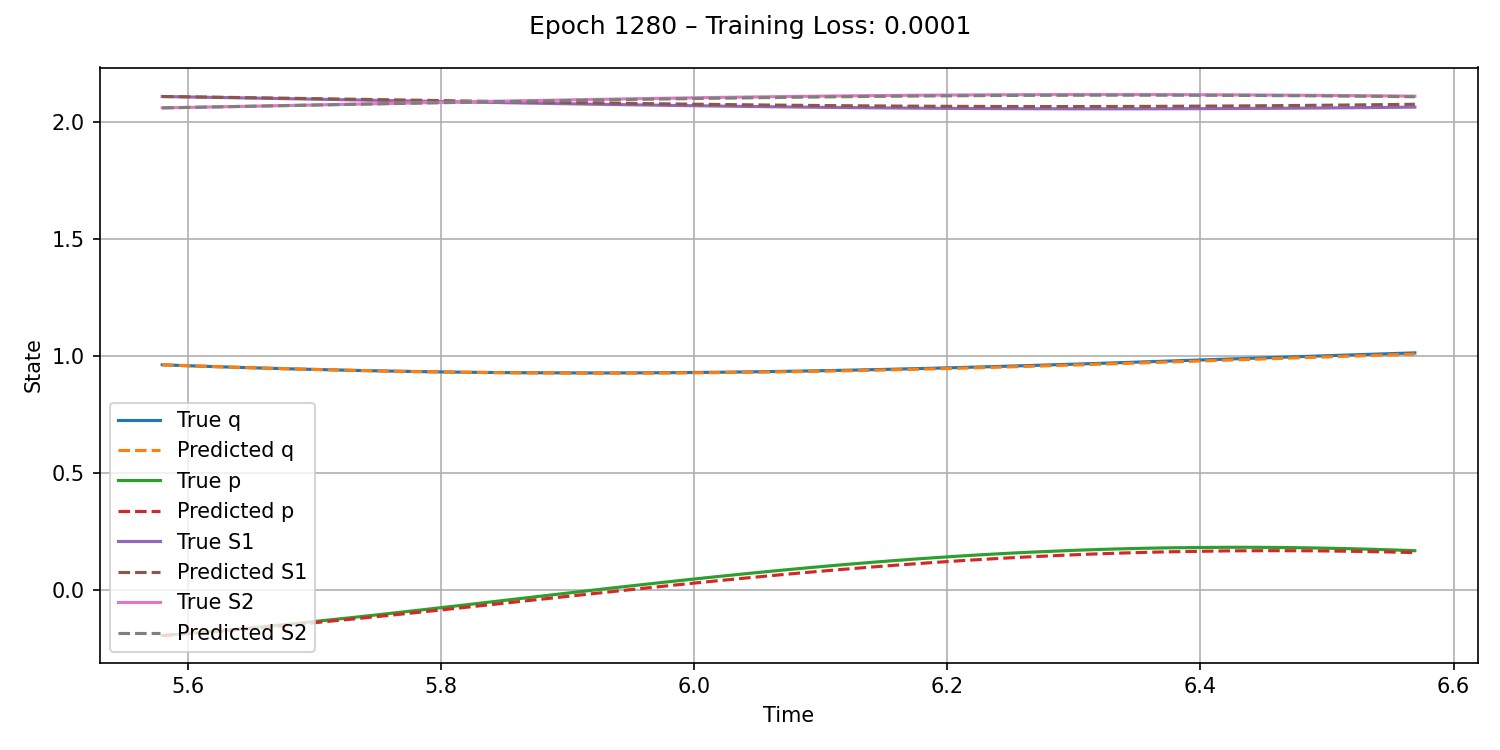 Epoch 1280 – Training Loss: 0.0001
State
2.0
1.5
1.0
0.5
0.0
True q
Predicted q
True p
Predicted p
True S1
Predicted S1
True S2
Predicted S2
5.6 5.8 6.0 6.2 6.4 6.6
Time